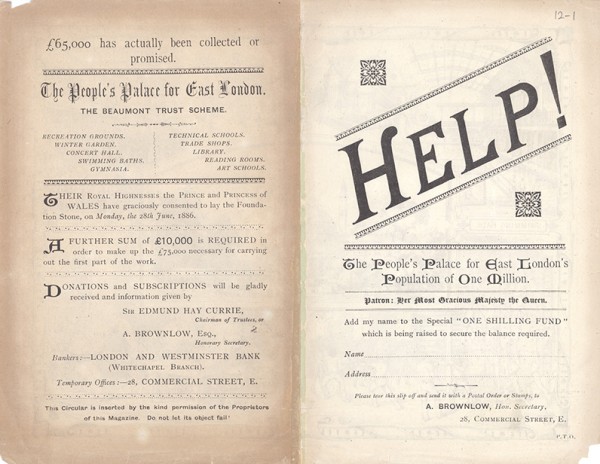 £65,000 has actually been collected or
promised.
The People's Palace for East London.
THE BEAUMONT TRUST SCHEME.
RECREATION GROUNDS.
WINTER GARDEN.
CONCERT HALL.
SWIMMING BATHS.
GYMNASIA.
TECHNICAL SCHOOLS.
TRADE SHOPS.
LIBRARY.
READING ROOMS.
ART SCHOOLS.
THEIR ROYAL HIGHNESSES the PRINCE and PRINCESS of
WALES have graciously consented to lay the Founda-
tion Stone, on Monday, the 28th June, 1886.
A FURTHER SUM of £10,000 is REQUIRED in
order to make up the £75,000 necessary for carrying
out the first part of the work.
DONATIONS and SUBSCRIPTIONS will be gladly
received and information given by
SIR EDMUND HAY CURRIE,
Chairman of Trustees, or
A. BROWNLOW, ESQ.,
Honorary Secretary.
Bankers:—LONDON AND WESTMINSTER BANK
(WHITECHAPEL BRANCH).
Temporary Offices:—28, COMMERCIAL STREET, E.
This Circular is inserted by the kind permission of the Proprietors
of this Magazine. Do not let its object fail!
12-1
HELP!
The People's Palace for East London's
Population of One Million.
Patron: Her Most Gracious Majesty the Queen.
Add my name to the Special "ONE SHILLING FUND"
which is being raised to secure the balance required.
Name
Address
Please tear this slip off and send it with a Postal Order or Stamps, to
A. BROWNLOW, Hon. Secretary,
28, COMMERCIAL STREET, E.
P.T.O.